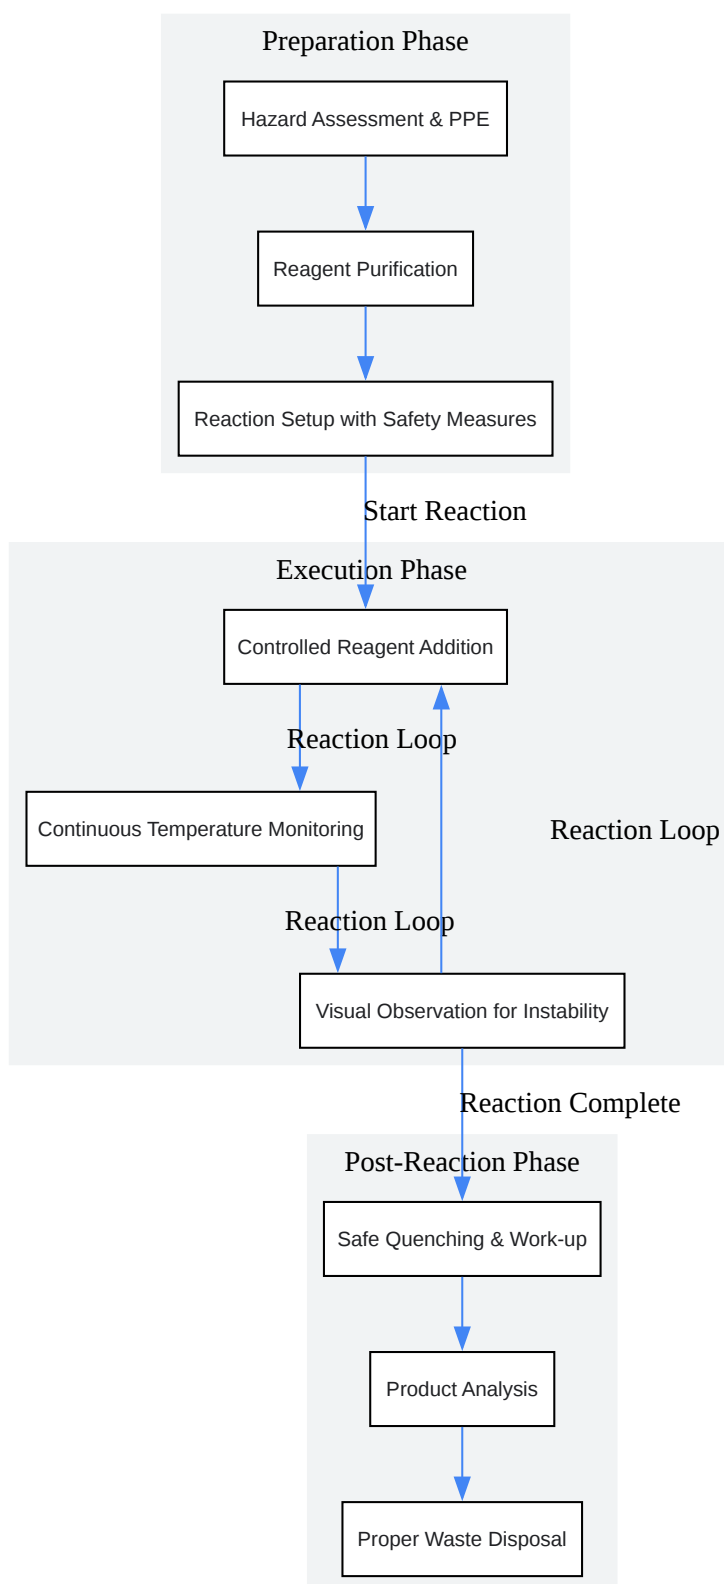 Preparation Phase
Hazard Assessment & PPE
Reagent Purification
Reaction Setup with Safety Measures
Start Reaction
Execution Phase
Controlled Reagent Addition
Reaction Loop
Continuous Temperature Monitoring
Reaction Loop
Reaction Loop
Visual Observation for Instability
Reaction Complete
Post-Reaction Phase
Safe Quenching & Work-up
Product Analysis
Proper Waste Disposal